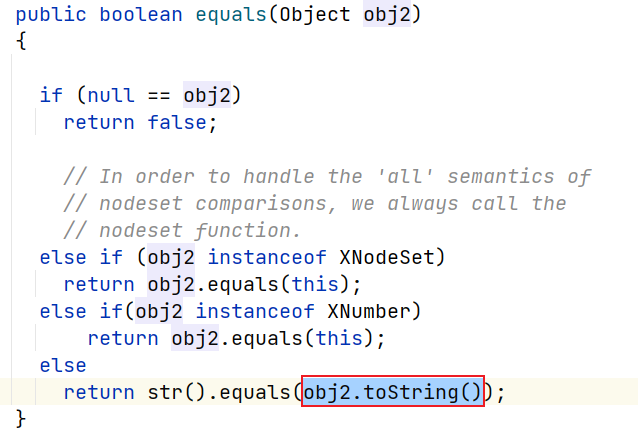 public boolean equals(Object obj2)
{
if (null == obj2)
return false;
// In order to handle the 'all' semantics of
// nodeset comparisons, we always call the
// nodeset function.
else if (obj2 instanceof XNodeSet)
return obj2.equals(this);
else if(obj2 instanceof XNumber)
return obj2.equals(this);
else
return str().equals(obj2.toString());
}